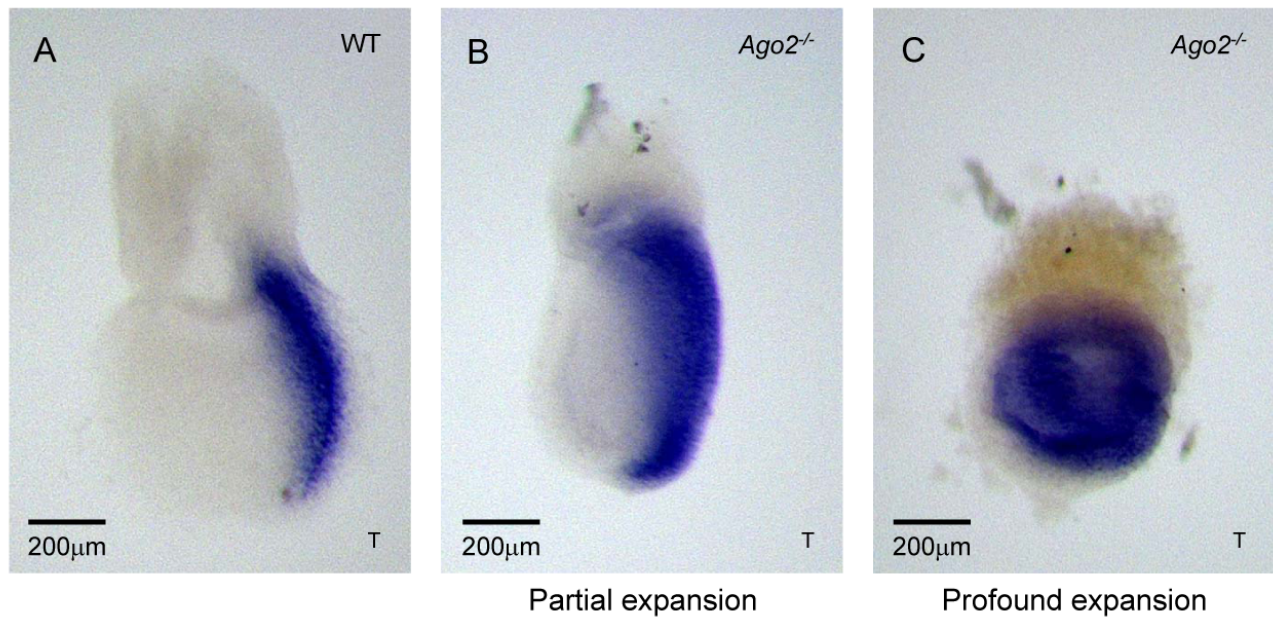 A
WT
200μm
T
B
Ago2-/-
200μm
T
Partial expansion
C
Ago2-/-
200μm
T
Profound expansion